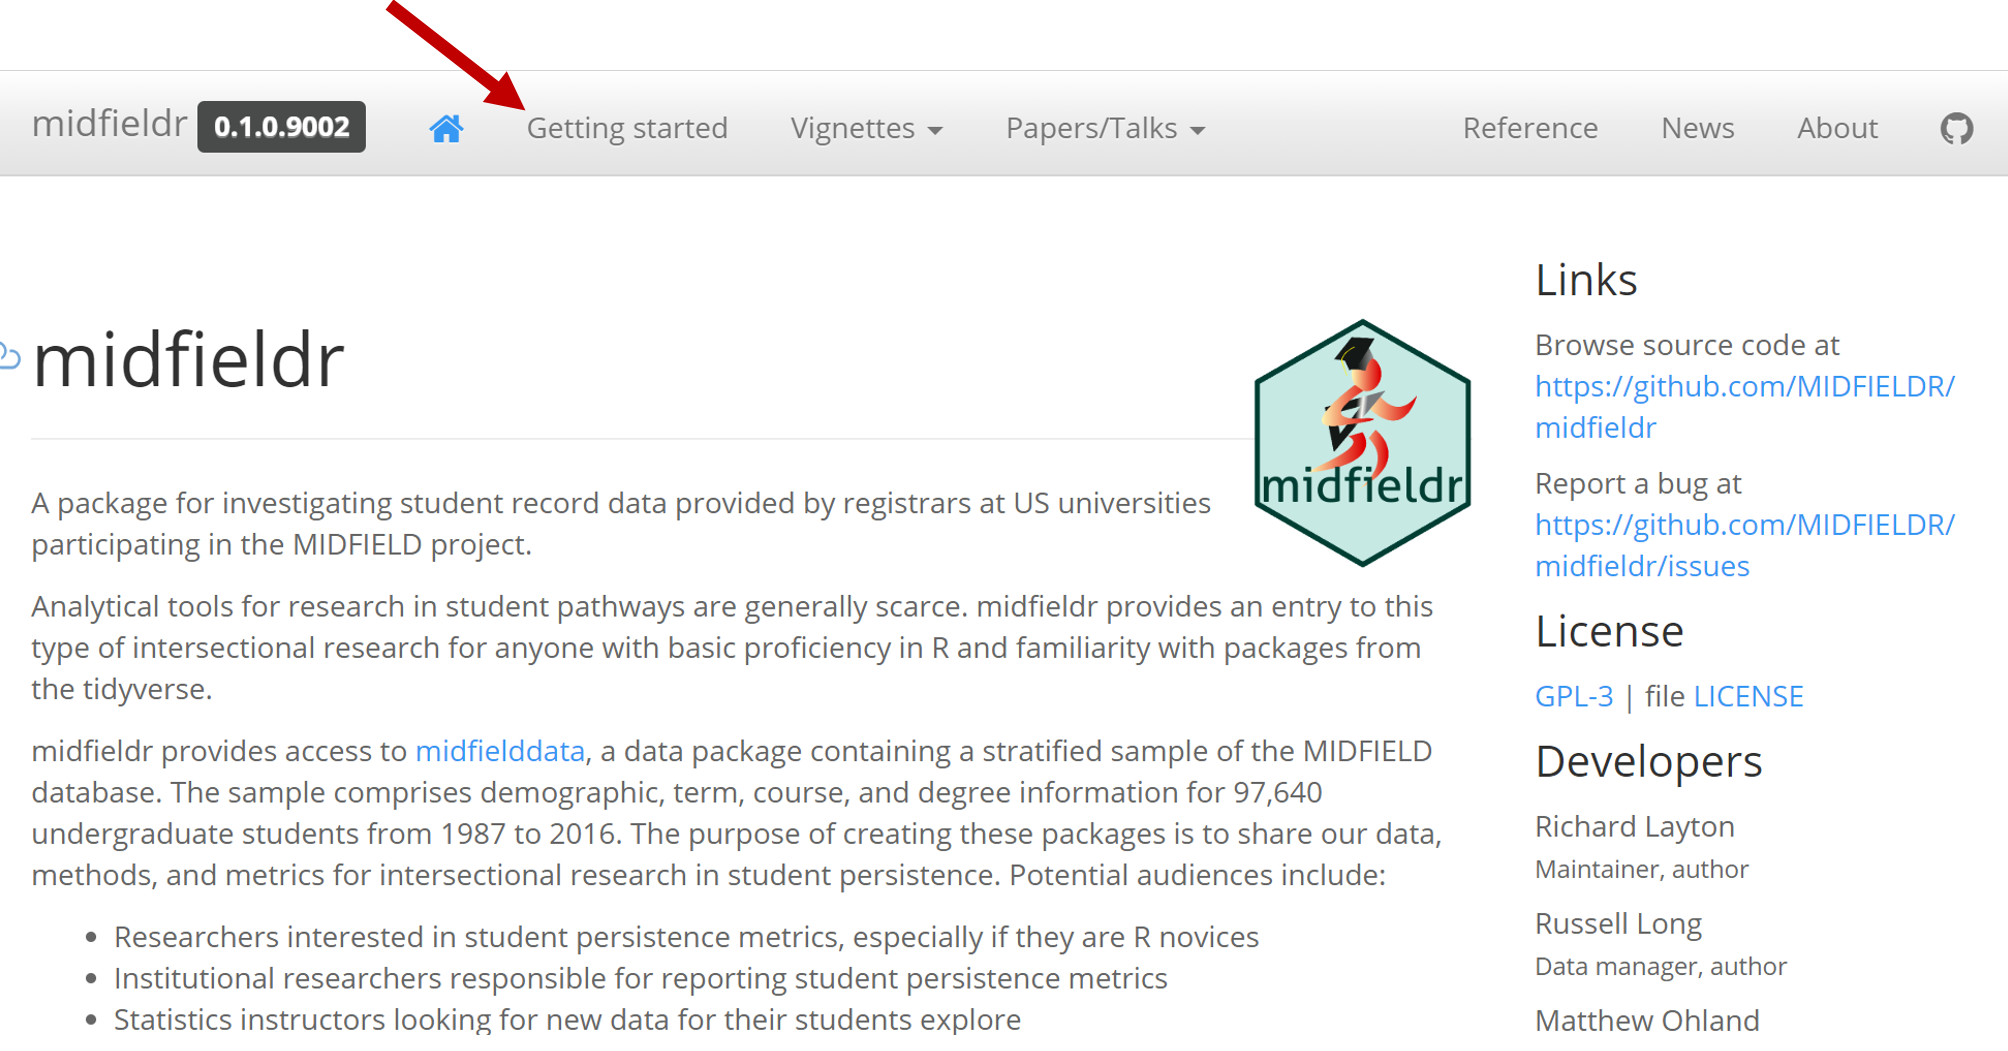 midfieldr 0.1.0.9002 Getting started Vignettes Papers/Talks Reference News About
midfieldr
midfieldr
A package for investigating student record data provided by registrars at US universities
participating in the MIDFIELD project.
Analytical tools for research in student pathways are generally scarce. midfieldr provides an entry to this
type of intersectional research for anyone with basic proficiency in R and familiarity with packages from
the tidyverse.
midfieldr provides access to midfielddata, a data package containing a stratified sample of the MIDFIELD
database. The sample comprises demographic, term, course, and degree information for 97,640
undergraduate students from 1987 to 2016. The purpose of creating these packages is to share our data,
methods, and metrics for intersectional research in student persistence. Potential audiences include:
• Researchers interested in student persistence metrics, especially if they are R novices
• Institutional researchers responsible for reporting student persistence metrics
• Statistics instructors looking for new data for their students explore
Links
Browse source code at
https://github.com/MIDFIELDR/
midfieldr
Report a bug at
https://github.com/MIDFIELDR/
midfieldr/issues
License
GPL-3 | file LICENSE
Developers
Richard Layton
Maintainer, author
Russell Long
Data manager, author
Matthew Ohland